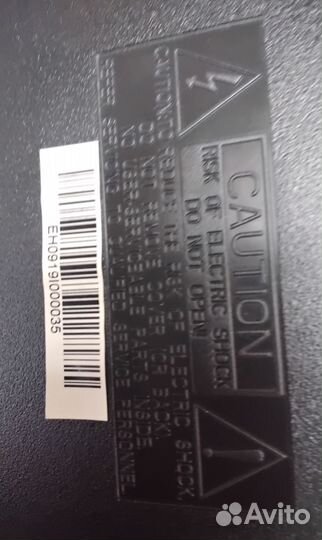 CAUTION
RISK OF ELECTRIC SHOCK
DO NOT OPEN!
CAUTION:TO REDUCE THE RISK OF ELECTRIC SHOCK,
DO NOT REMOVE COVER (OR BACK).
NO USER-SERVICEABLE PARTS INSIDE.
REFER SERVICING TO QUALIFIED SERVICE PERSONNEL.
EH0919I000035
Avito